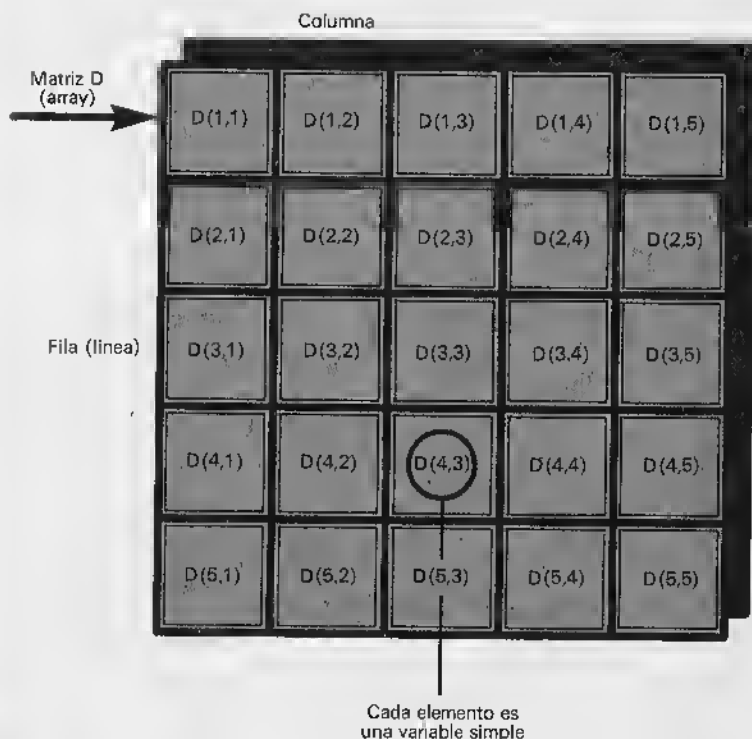 Columna
Matriz D
(array)
D(1,1) D(1,2) D(1,3) D(1,4) D(1,5)
D(2,1) D(2,2) D(2,3) D(2,4) D(2,5)
Fila (linea)
D(3,1) D(3,2) D(3,3) D(3,4) D(3,5)
D(4,1) D(4,2) D(4,3) D(4,4) D(4,5)
D(5,1) D(5,2) D(5,3) D(5,4) D(5,5)
Cada elemento es
una variable simple